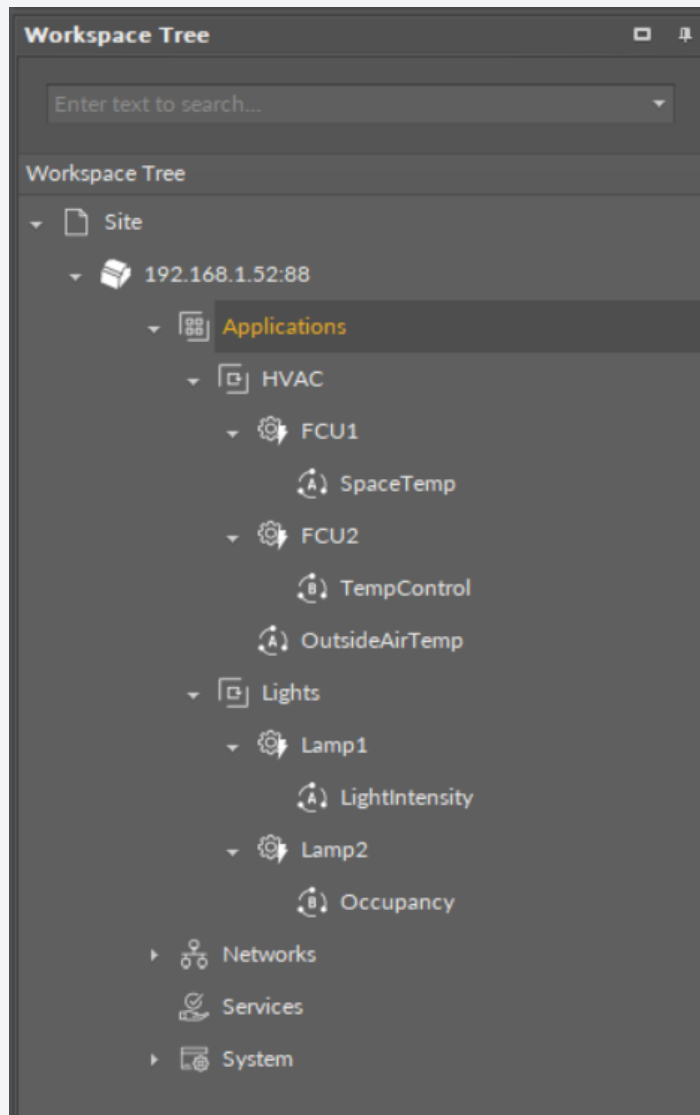 Workspace Tree
Enter text to search...
Workspace Tree
Site
192.168.1.52:88
Applications
HVAC
FCU1
A SpaceTemp
FCU2
B TempControl
A OutsideAirTemp
Lights
Lamp1
A LightIntensity
Lamp2
B Occupancy
Networks
Services
System